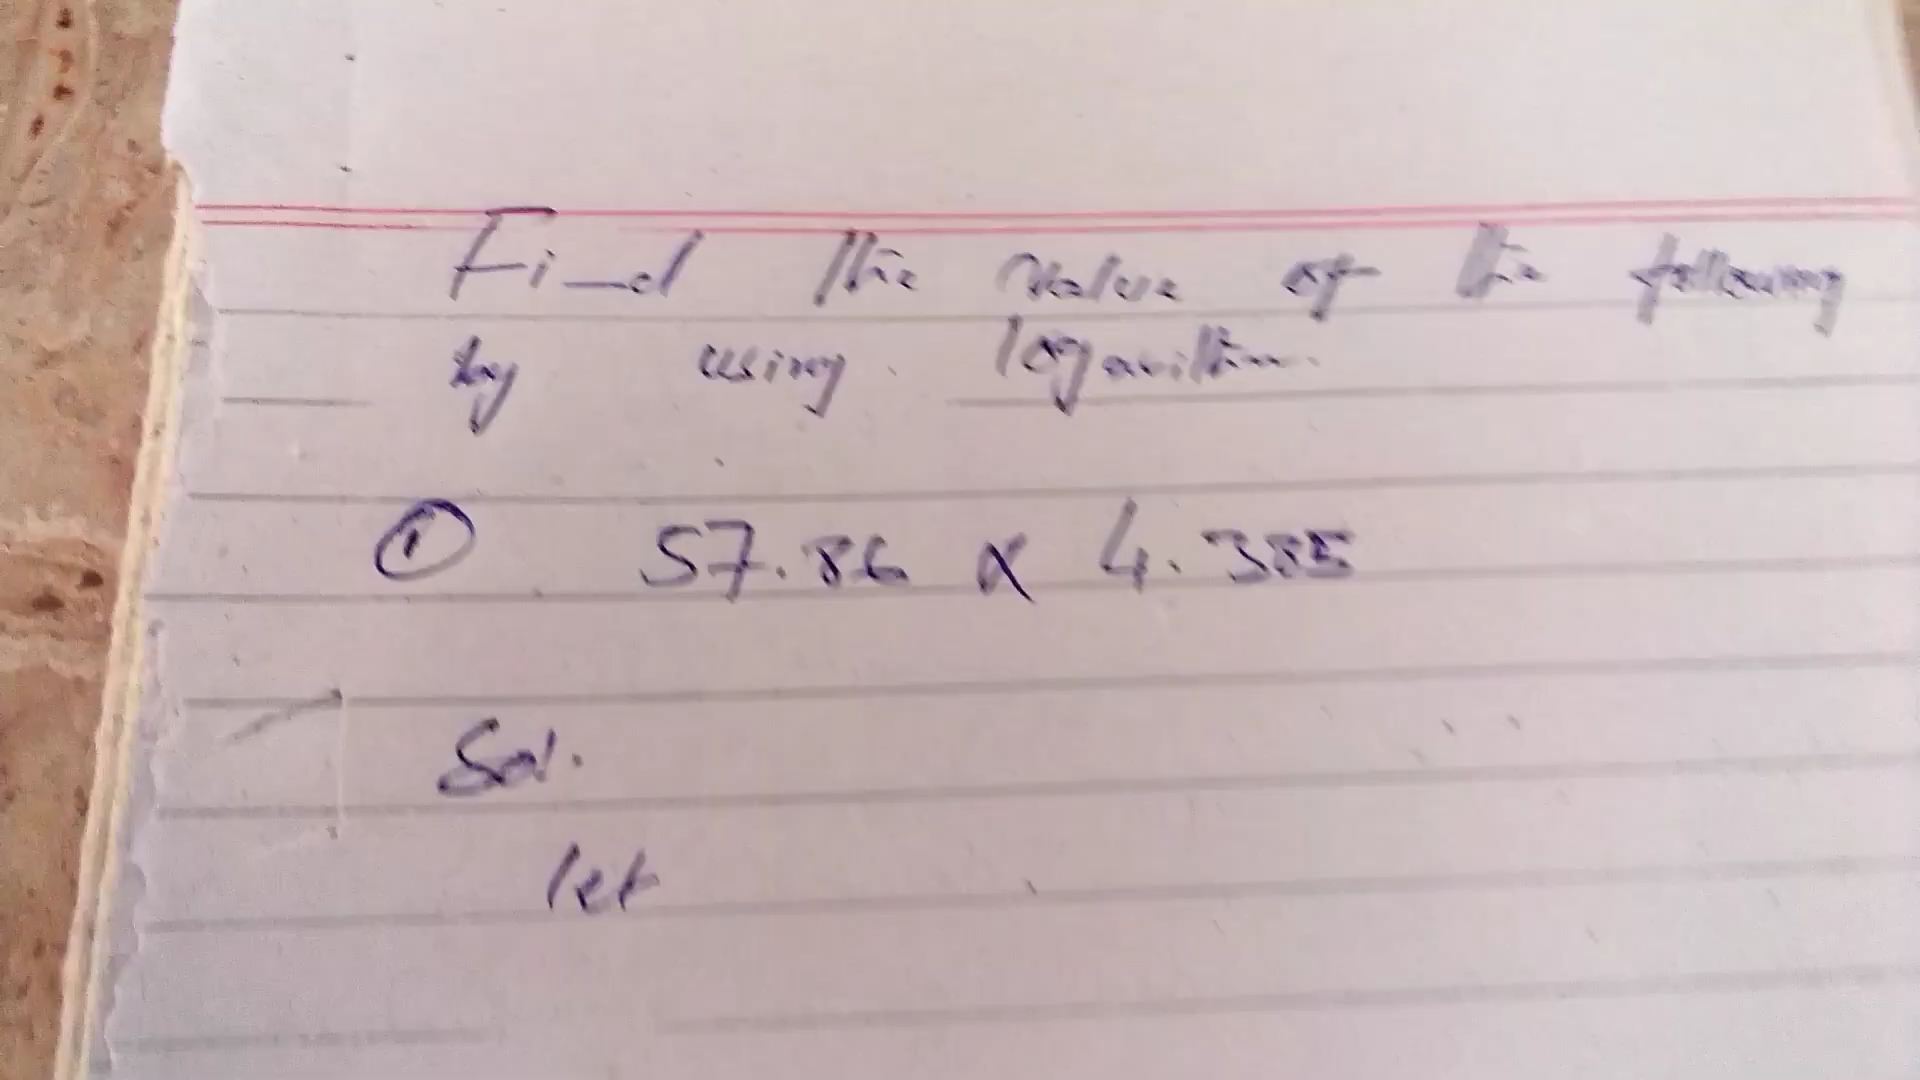 Find the value of the following
by using logarithm.
① 57.86 × 4.385
Sol.
let